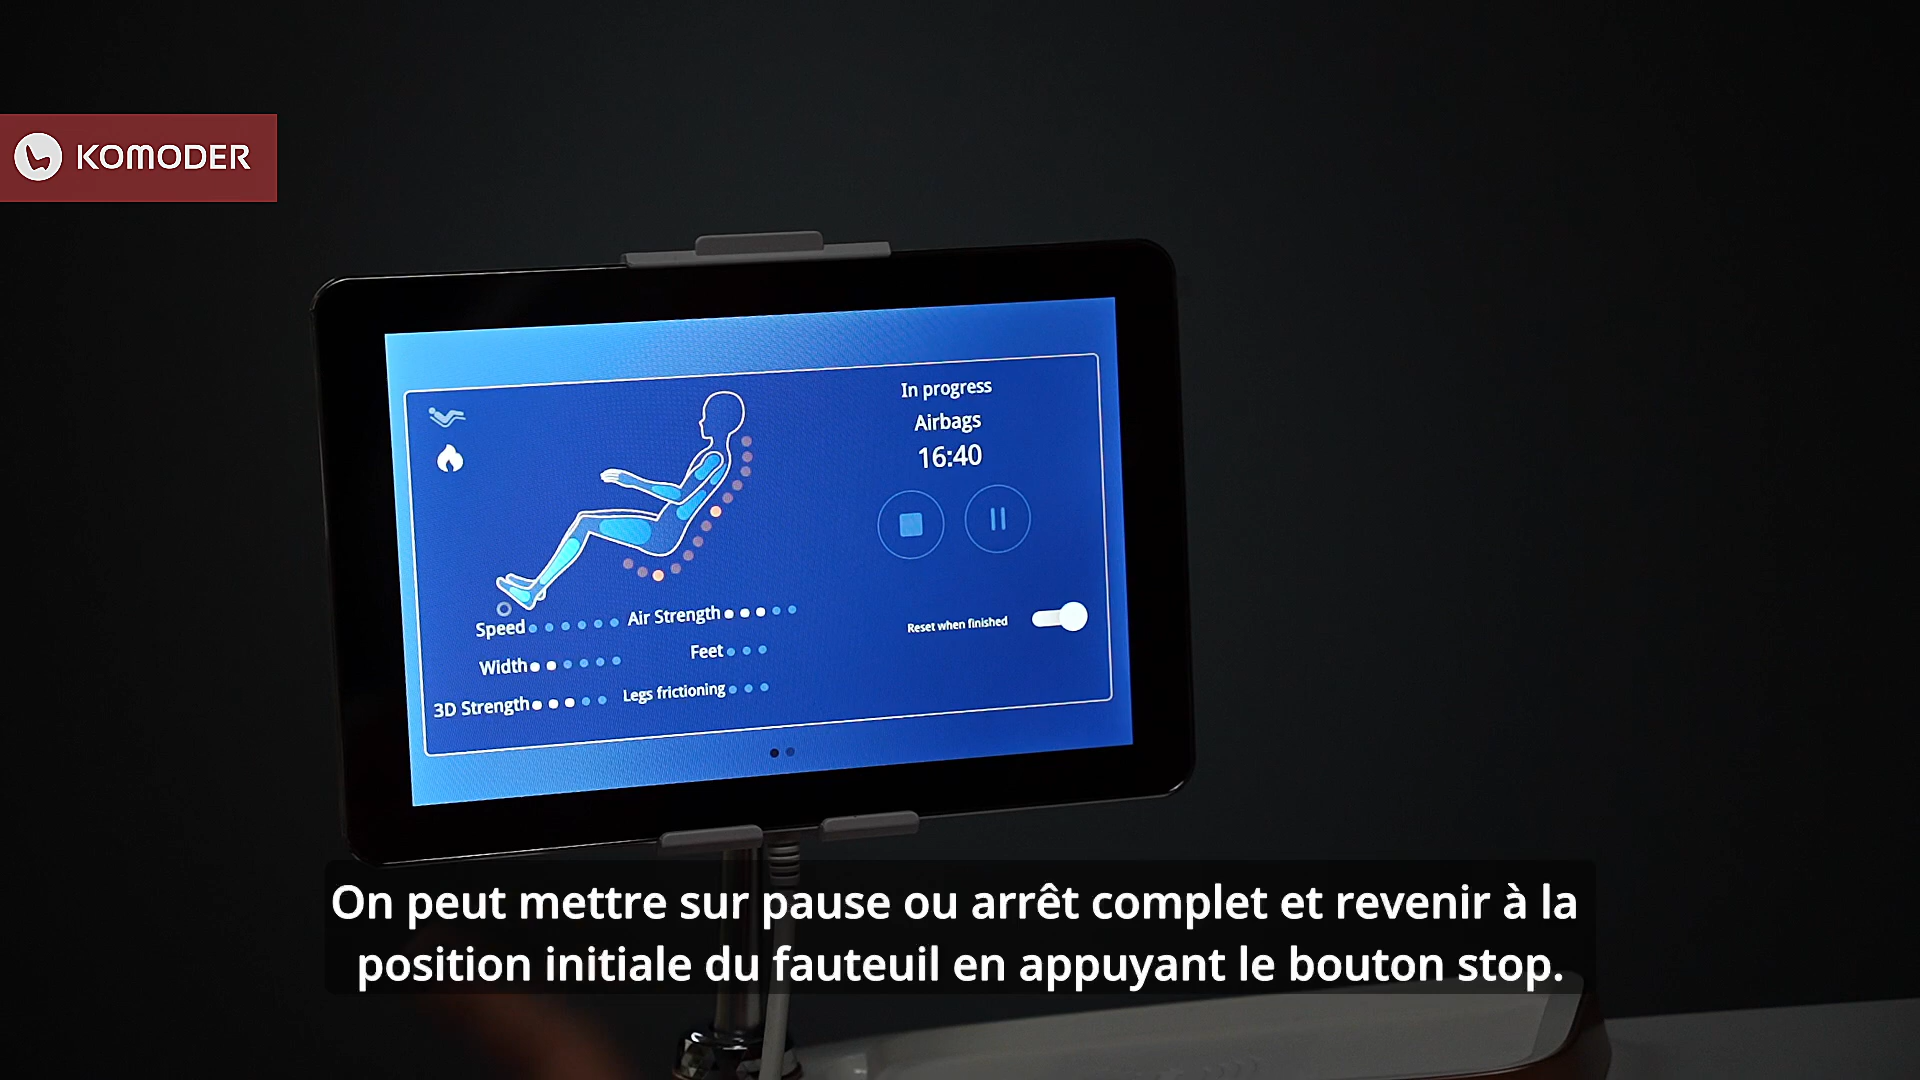 KOMODER
In progress
Airbags
16:40
Speed
Air Strength
Width
Feet
3D Strength
Legs frictioning
Reset when finished
On peut mettre sur pause ou arrêt complet et revenir à la
position initiale du fauteuil en appuyant le bouton stop.